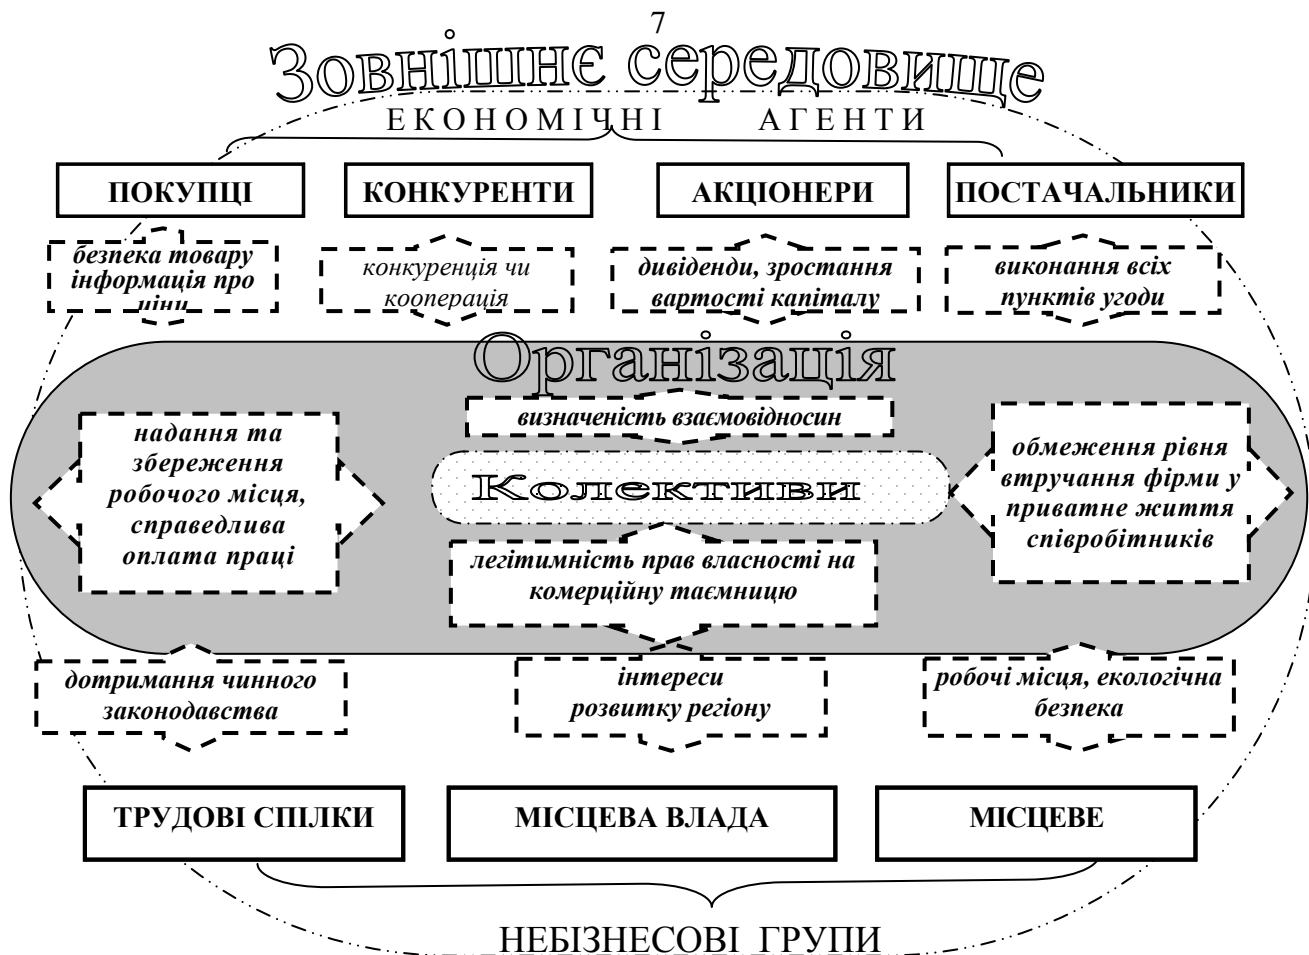 7
Зовнішнє середовище
ЕКОНОМІЧНІ АГЕНТИ
ПОКУПЦІ
КОНКУРЕНТИ
АКЦІОНЕРИ
ПОСТАЧАЛЬНИКИ
безпека товару
інформація про
ціни
конкуренція чи
кооперація
дивіденди, зростання
вартості капіталу
виконання всіх
пунктів угоди
Організація
визначеність взаємовідносин
надання та
збереження
робочого місця,
справедлива
оплата праці
Колективи
обмеження рівня
втручання фірми у
приватне життя
співробітників
легітимність прав власності на
комерційну таємницю
дотримання чинного
законодавства
інтереси
розвитку регіону
робочі місця, екологічна
безпека
ТРУДОВІ СПІЛКИ
МІСЦЕВА ВЛАДА
МІСЦЕВЕ
НЕБІЗНЕСОВІ ГРУПИ